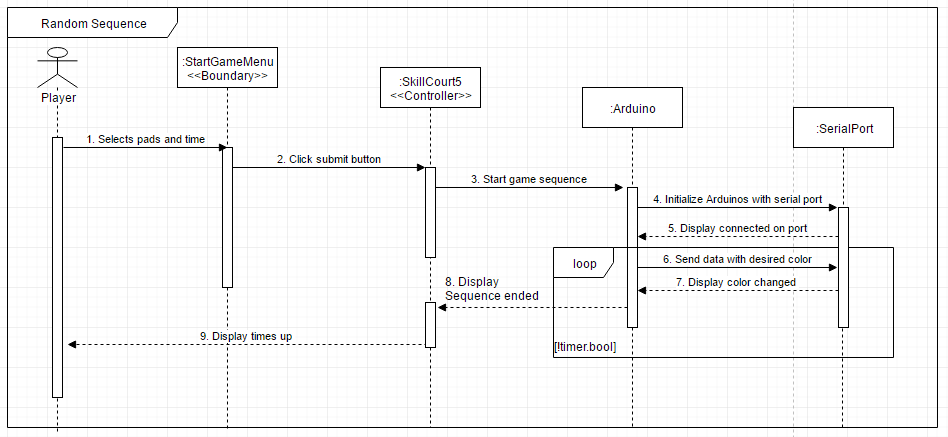 Random Sequence
Player
:StartGameMenu
<<Boundary>>
:SkillCourt5
<<Controller>>
:Arduino
:SerialPort
1. Selects pads and time
2. Click submit button
3. Start game sequence
4. Initialize Arduinos with serial port
5. Display connected on port
loop
6. Send data with desired color
7. Display color changed
8. Display
Sequence ended
9. Display times up
[!timer.bool]